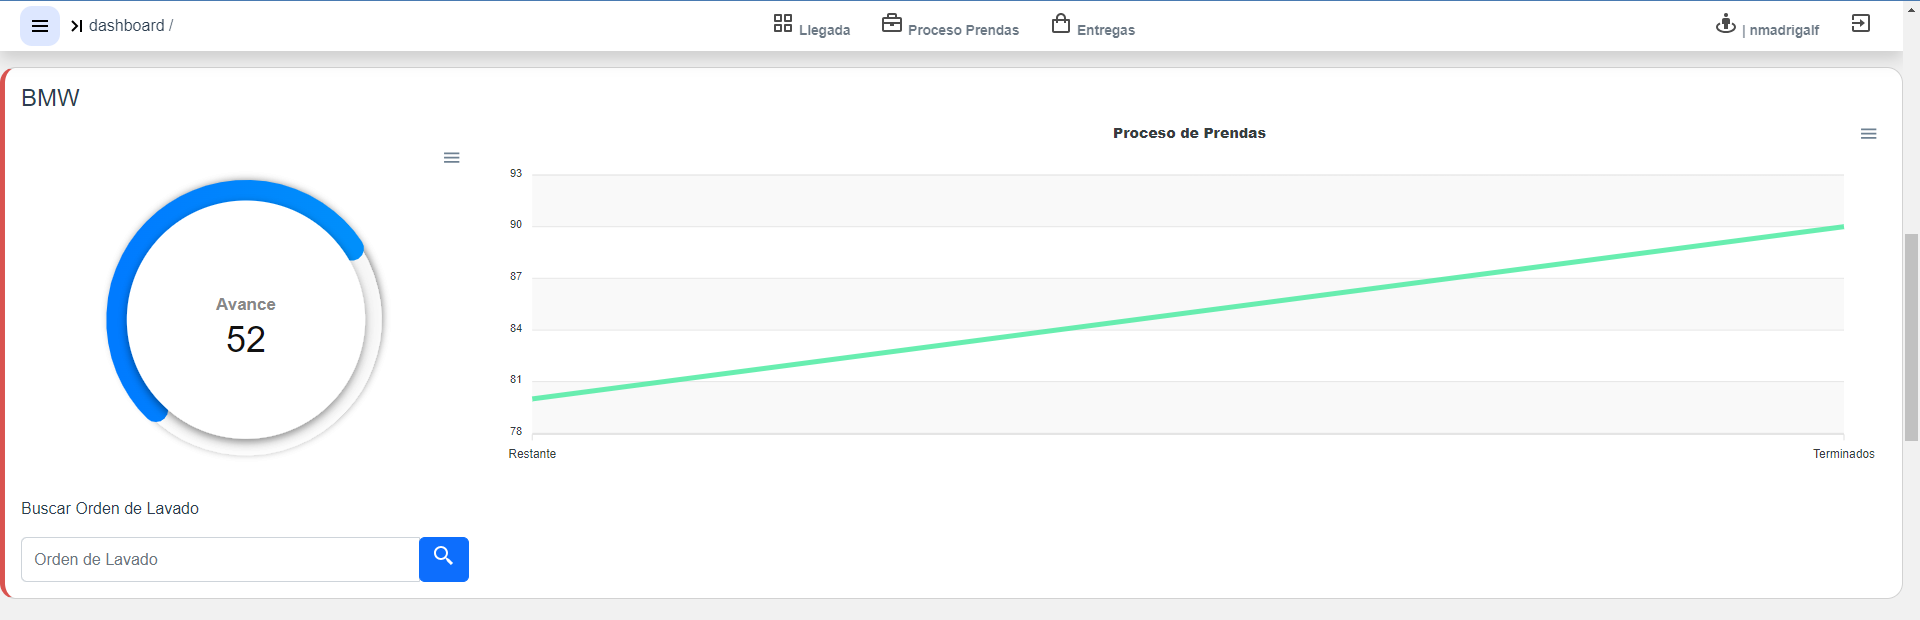 dashboard /
Llegada
Proceso Prendas
Entregas
| nmadrigalf
BMW
Avance
52
Proceso de Prendas
93
90
87
84
81
78
Restante
Terminados
Buscar Orden de Lavado
Orden de Lavado